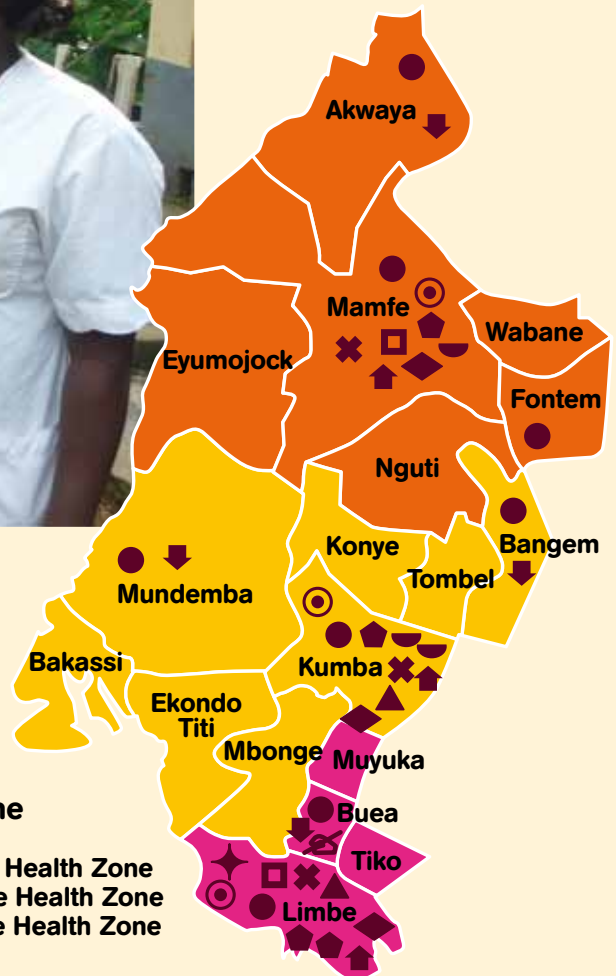 Akwaya
Mamfe
Wabane
Eyumojock
Fontem
Nguti
Konye
Bangem
Tombel
Mundemba
Bakassi
Kumba
Ekondo
Titi
Mbonge
Muyuka
Buea
Tiko
Health Zone
Health Zone
Health Zone
Limbe